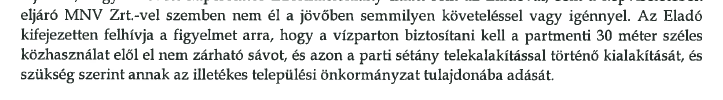 eljáró MNV Zrt.-vel szemben nem él a jövőben semmilyen követeléssel vagy igénnyel. Az Eladó
kifejezetten felhívja a figyelmet arra, hogy a vízparton biztosítani kell a partmenti 30 méter széles
közhasználat elől el nem zárható sávot, és azon a parti sétány telekalakítással történő kialakítását, és
szükség szerint annak az illetékes települési önkormányzat tulajdonába adását.